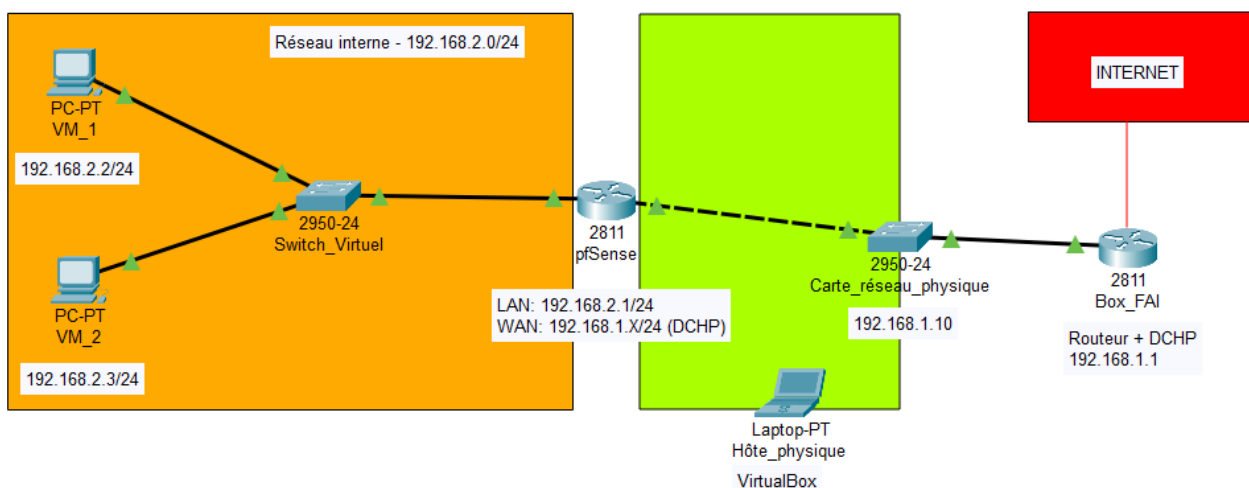 Réseau interne - 192.168.2.0/24
INTERNET
PC-PT
VM_1
192.168.2.2/24
2950-24
Switch_Virtuel
2811
pfSense
LAN: 192.168.2.1/24
WAN: 192.168.1.X/24 (DCHP)
2950-24
Carte_réseau_physique
192.168.1.10
2811
Box_FAI
Routeur + DCHP
192.168.1.1
PC-PT
VM_2
192.168.2.3/24
Laptop-PT
Hôte_physique
VirtualBox